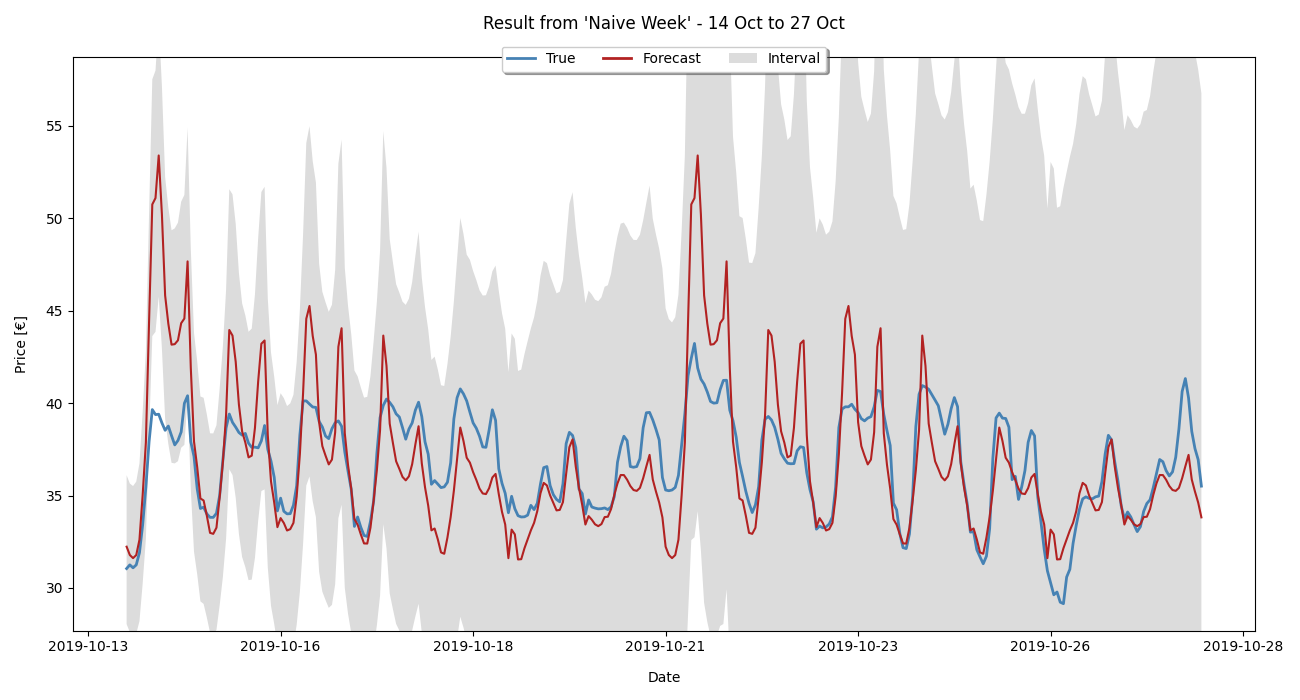 Result from 'Naive Week' - 14 Oct to 27 Oct
True Forecast Interval
Price [€]
55
50
45
40
35
30
2019-10-13 2019-10-16 2019-10-18 2019-10-21 2019-10-23 2019-10-26 2019-10-28
Date